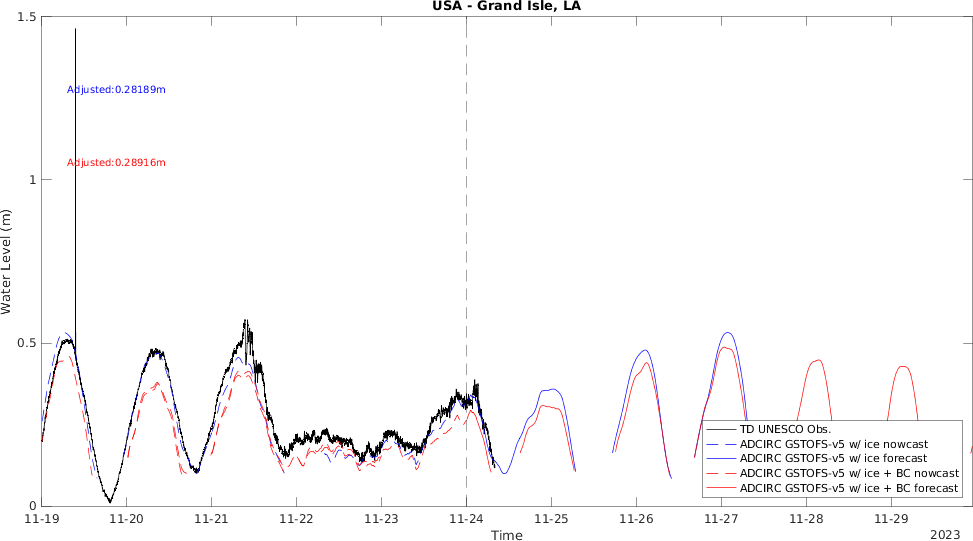 USA - Grand Isle, LA
1.5
Adjusted:0.28189m
Adjusted:0.28916m
1
0.5
0
Water Level (m)
TD UNESCO Obs.
ADCIRC GSTOFS-v5 w/ ice nowcast
ADCIRC GSTOFS-v5 w/ ice forecast
ADCIRC GSTOFS-v5 w/ ice + BC nowcast
ADCIRC GSTOFS-v5 w/ ice + BC forecast
11-19 11-20 11-21 11-22 11-23 11-24 11-25 11-26 11-27 11-28 11-29
Time
2023